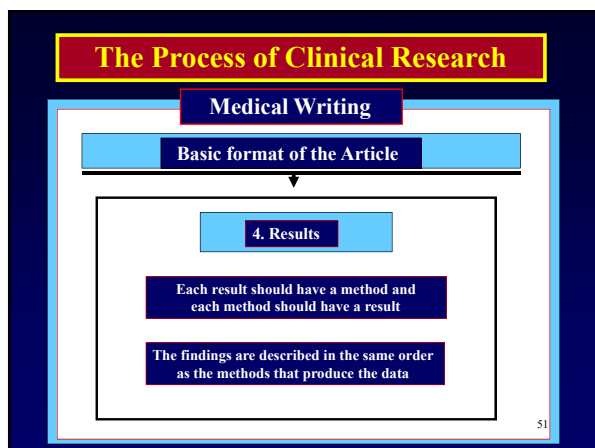 The Process of Clinical Research
Medical Writing
Basic format of the Article
4. Results
Each result should have a method and
each method should have a result
The findings are described in the same order
as the methods that produce the data
51